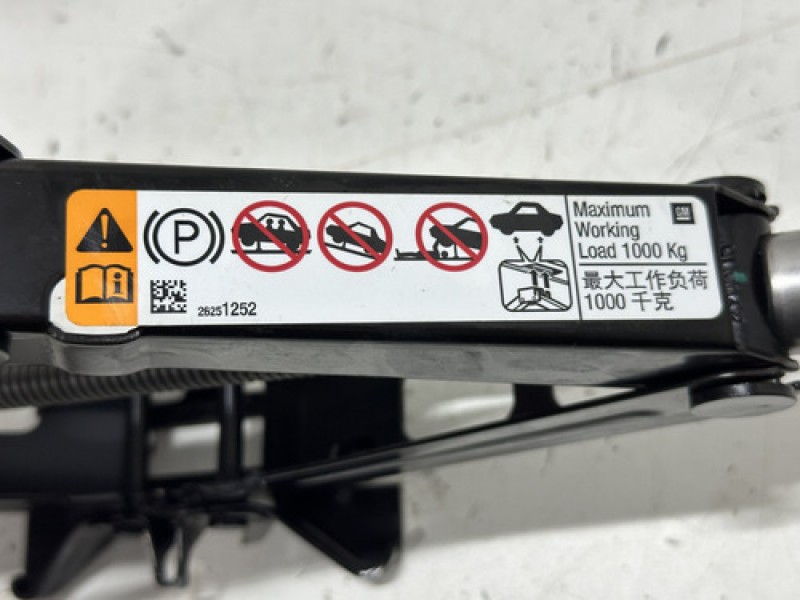 P
26251252
Maximum
Working
Load 1000 Kg
GM
最大工作负荷
1000 千克